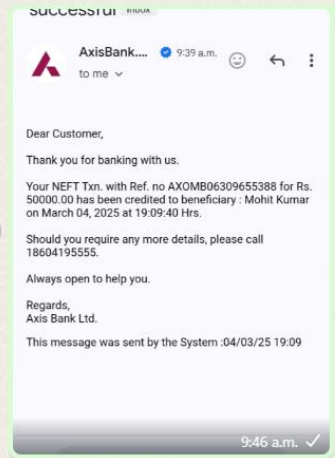 successful Inbox
AxisBank.... 9:39 a.m.
to me
Dear Customer,
Thank you for banking with us.
Your NEFT Txn. with Ref. no AXOMB06309655388 for Rs.
50000.00 has been credited to beneficiary : Mohit Kumar
on March 04, 2025 at 19:09:40 Hrs.
Should you require any more details, please call
18604195555.
Always open to help you.
Regards,
Axis Bank Ltd.
This message was sent by the System :04/03/25 19:09
9:46 a.m.